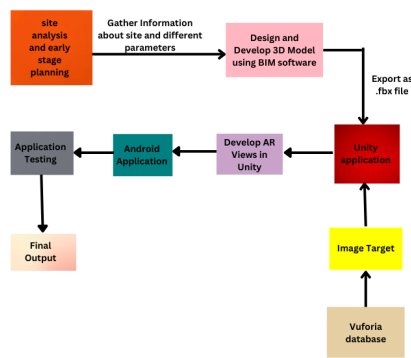 site
analysis
and early
stage
planning
Gather Information
about site and different
parameters
Design and
Develop 3D Model
using BIM software
Export as
.fbx file
Application
Testing
Android
Application
Develop AR
Views in
Unity
Unity
application
Final
Output
Image Target
Vuforia
database